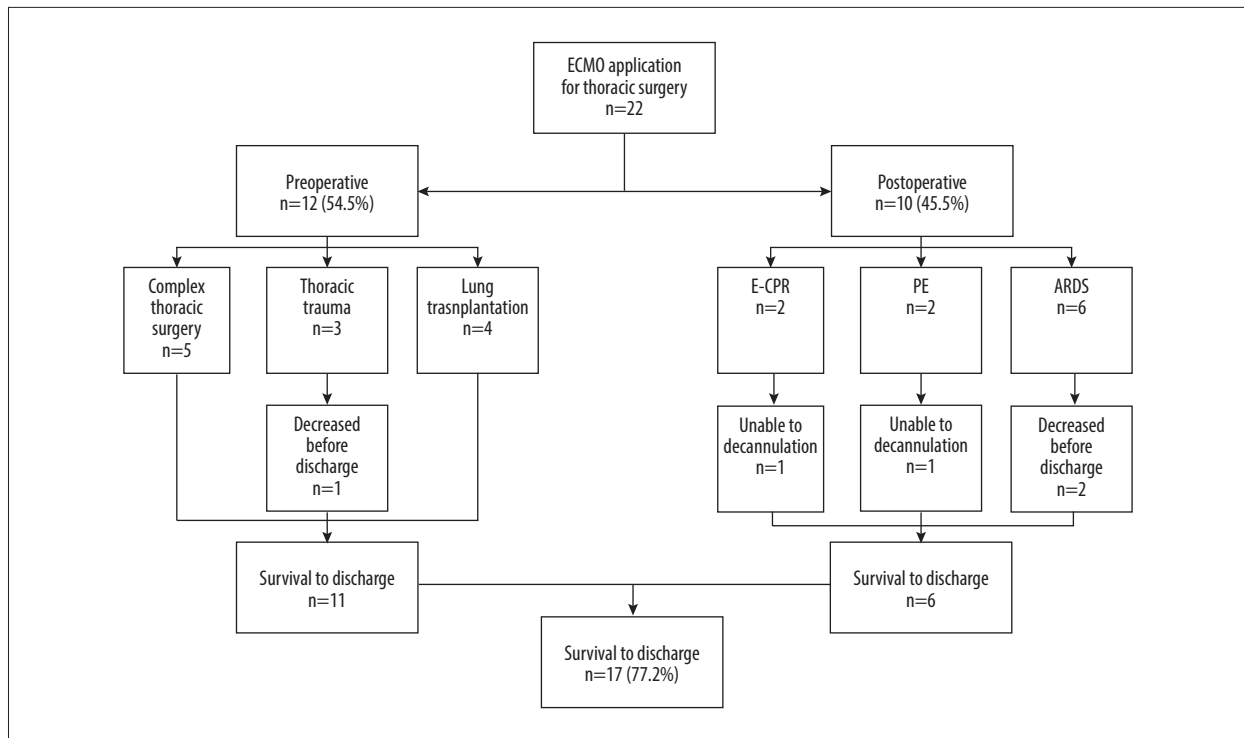 ECMO application
for thoracic surgery
n=22
Preoperative
n=12 (54.5%)
Postoperative
n=10 (45.5%)
Complex
thoracic
surgery
n=5
Thoracic
trauma
n=3
Lung
trasnplantation
n=4
E-CPR
n=2
PE
n=2
ARDS
n=6
Decreased
before
discharge
n=1
Unable to
decannulation
n=1
Unable to
decannulation
n=1
Decreased
before
discharge
n=2
Survival to discharge
n=11
Survival to discharge
n=6
Survival to discharge
n=17 (77.2%)